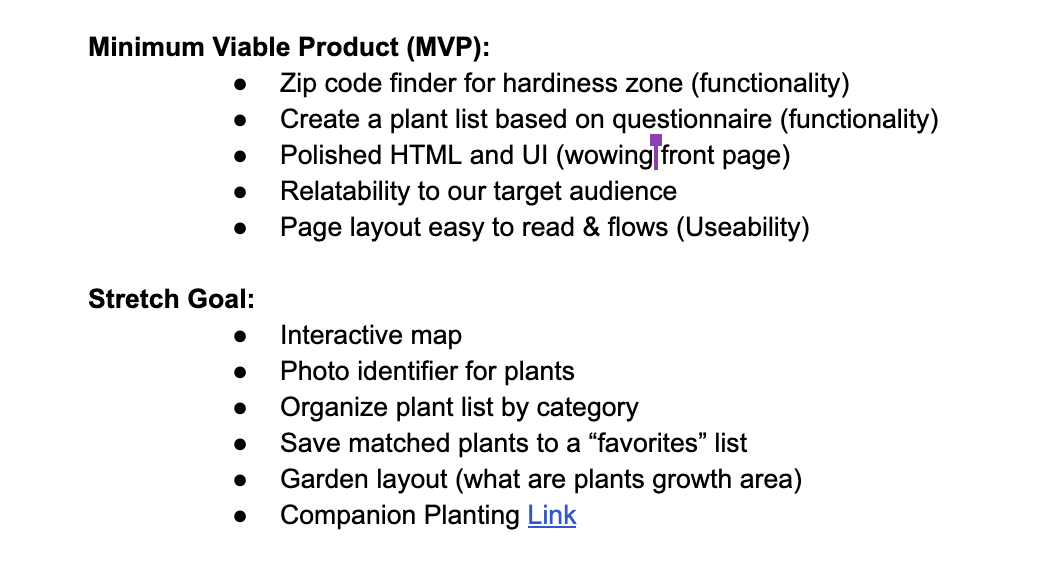 Minimum Viable Product (MVP):
● Zip code finder for hardiness zone (functionality)
● Create a plant list based on questionnaire (functionality)
● Polished HTML and UI (wowing front page)
● Relatability to our target audience
● Page layout easy to read & flows (Useability)
Stretch Goal:
● Interactive map
● Photo identifier for plants
● Organize plant list by category
● Save matched plants to a “favorites” list
● Garden layout (what are plants growth area)
● Companion Planting Link